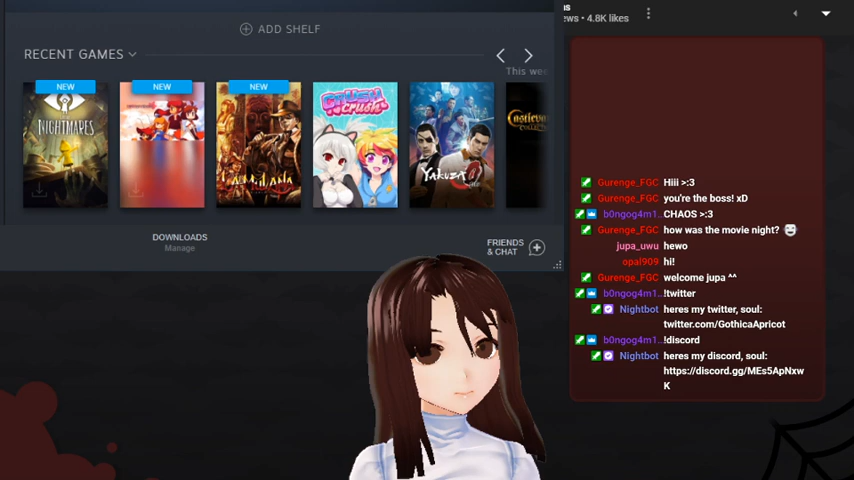 ADD SHELF
RECENT GAMES
This wee
NEW
NEW
NEW
NIGHTMARES
Crush
Crush
YAKUZA
DOWNLOADS
Manage
FRIENDS
& CHAT
ews • 4.8K likes
Gurenge_FGC Hiii >:3
Gurenge_FGC you're the boss! xD
b0ngog4m1.. CHAOS >:3
Gurenge_FGC how was the movie night?
jupa_uwu hewo
opal909 hi!
Gurenge_FGC welcome jupa ^^
b0ngog4m1.. !twitter
Nightbot heres my twitter, soul:
twitter.com/GothicaApricot
b0ngog4m1.. !discord
Nightbot heres my discord, soul:
https://discord.gg/MEs5ApNxw
K